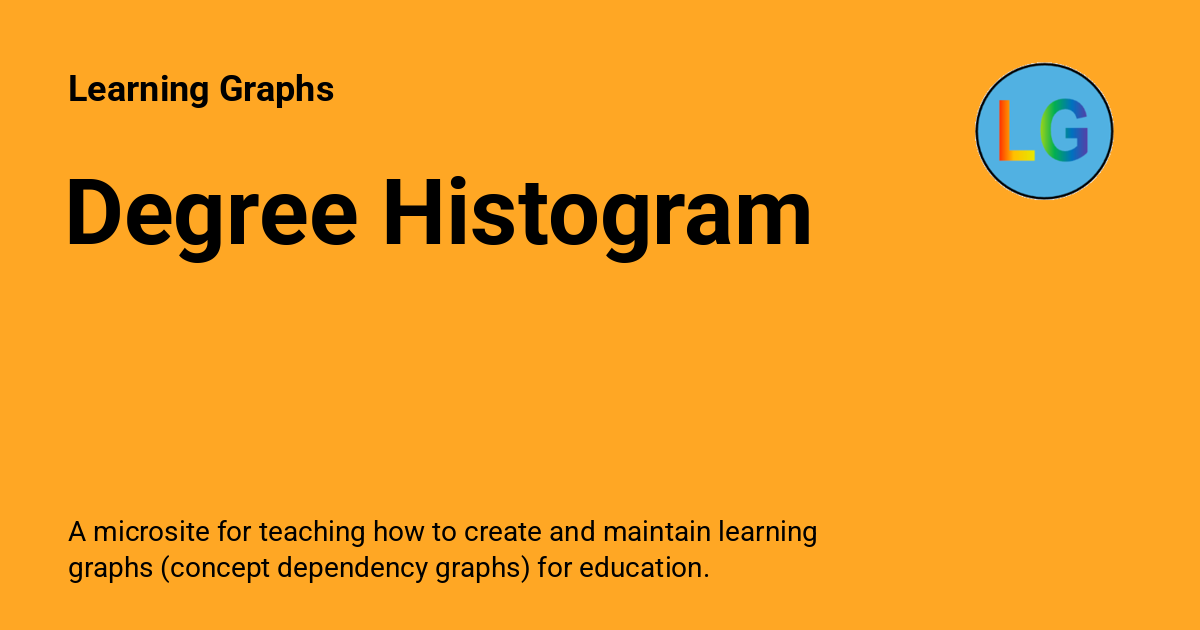 Learning Graphs
LG
Degree Histogram
A microsite for teaching how to create and maintain learning
graphs (concept dependency graphs) for education.